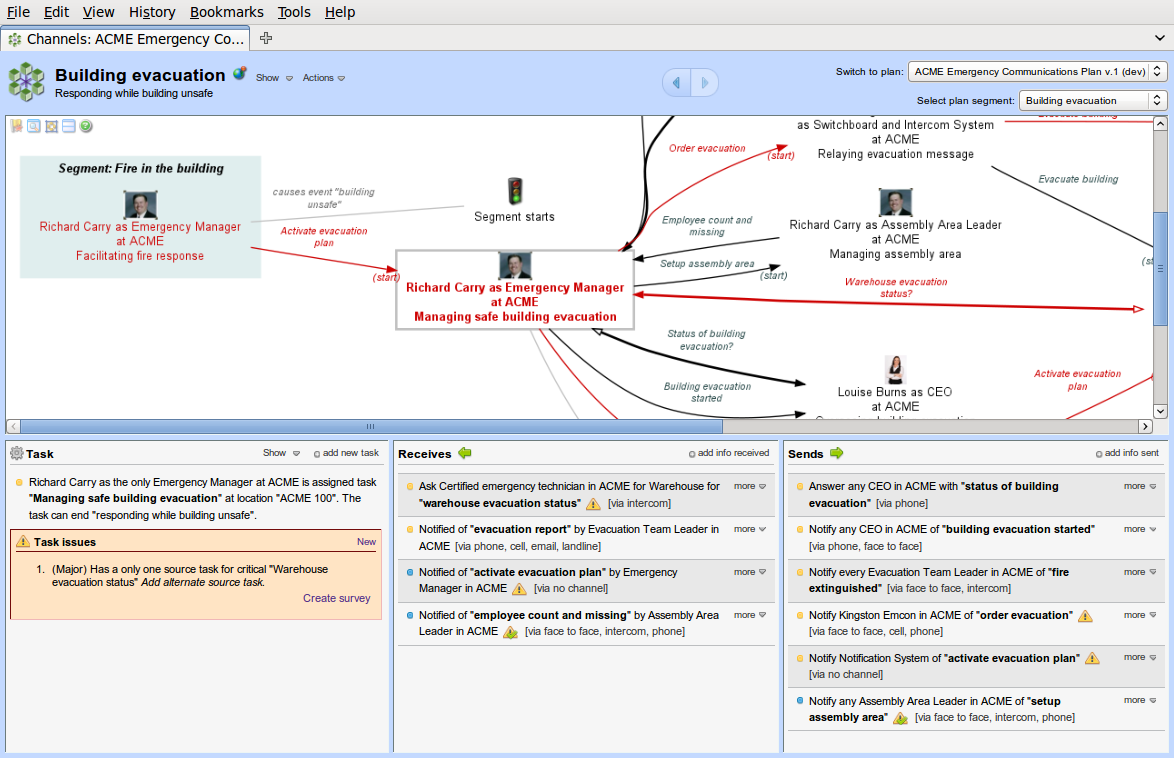 File Edit View History Bookmarks Tools Help
Channels: ACME Emergency Co...
Building evacuation Show Actions
Responding while building unsafe
Switch to plan: ACME Emergency Communications Plan v.1 (dev)
Select plan segment: Building evacuation
Segment: Fire in the building
Richard Carry as Emergency Manager
at ACME
Facilitating fire response
causes event "building
unsafe"
Activate evacuation
plan
(start)
Segment starts
Richard Carry as Emergency Manager
at ACME
Managing safe building evacuation
Order evacuation
(start)
as Switchboard and Intercom System
at ACME
Relaying evacuation message
Evacuate building
Employee count and
missing
Setup assembly area
(start)
Richard Carry as Assembly Area Leader
at ACME
Managing assembly area
Warehouse evacuation
status?
Status of building
evacuation?
Building evacuation
started
Louise Burns as CEO
at ACME
Activate evacuation
plan
Task Show add new task
Richard Carry as the only Emergency Manager at ACME is assigned task
"Managing safe building evacuation" at location "ACME 100". The
task can end "responding while building unsafe".
Task issues New
1. (Major) Has a only one source task for critical "Warehouse
evacuation status" Add alternate source task.
Create survey
Receives add info received
Ask Certified emergency technician in ACME for Warehouse for more
"warehouse evacuation status" [via intercom]
Notified of "evacuation report" by Evacuation Team Leader in more
ACME [via phone, cell, email, landline]
Notified of "activate evacuation plan" by Emergency more
Manager in ACME [via no channel]
Notified of "employee count and missing" by Assembly Area more
Leader in ACME [via face to face, intercom, phone]
Sends add info sent
Answer any CEO in ACME with "status of building more
evacuation" [via phone]
Notify any CEO in ACME of "building evacuation started" more
[via phone, face to face]
Notify every Evacuation Team Leader in ACME of "fire more
extinguished" [via face to face, intercom]
Notify Kingston Emcon in ACME of "order evacuation" more
[via face to face, cell, phone]
Notify Notification System of "activate evacuation plan" more
[via no channel]
Notify any Assembly Area Leader in ACME of "setup more
assembly area" [via face to face, intercom, phone]